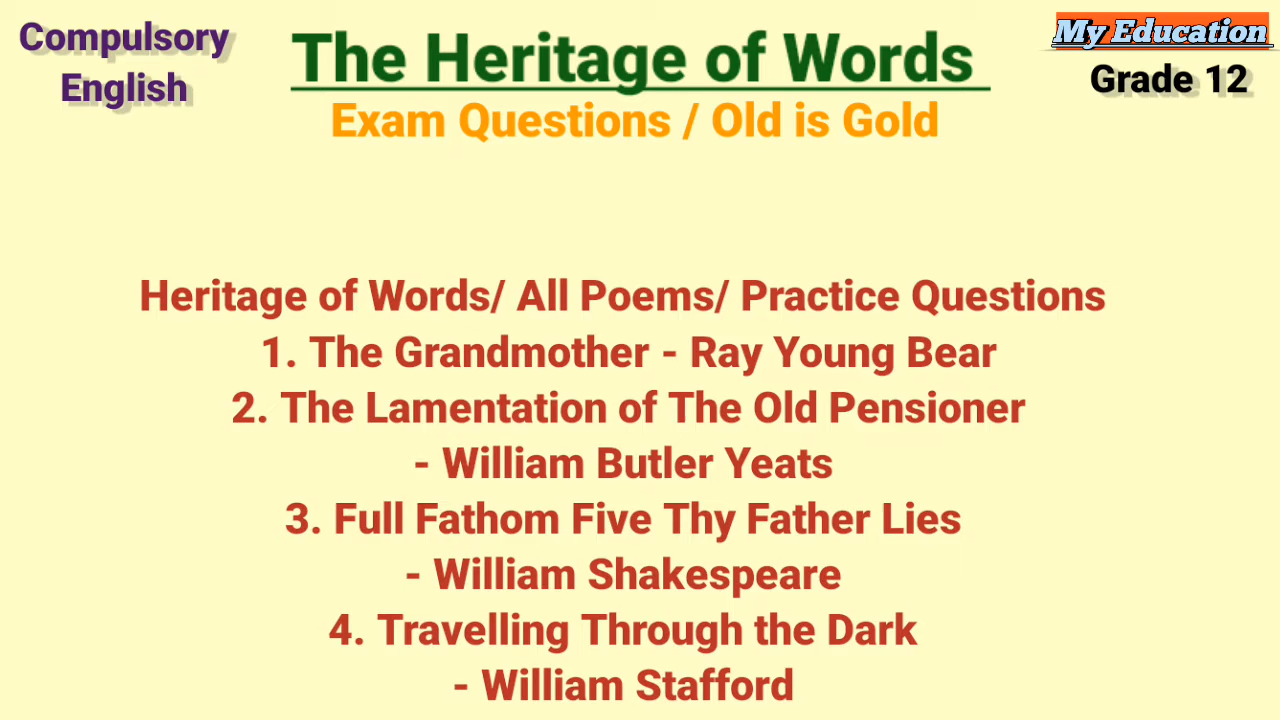 Compulsory
English
The Heritage of Words
Exam Questions / Old is Gold
My Education
Grade 12
Heritage of Words/ All Poems/ Practice Questions
1. The Grandmother - Ray Young Bear
2. The Lamentation of The Old Pensioner
- William Butler Yeats
3. Full Fathom Five Thy Father Lies
- William Shakespeare
4. Travelling Through the Dark
- William Stafford